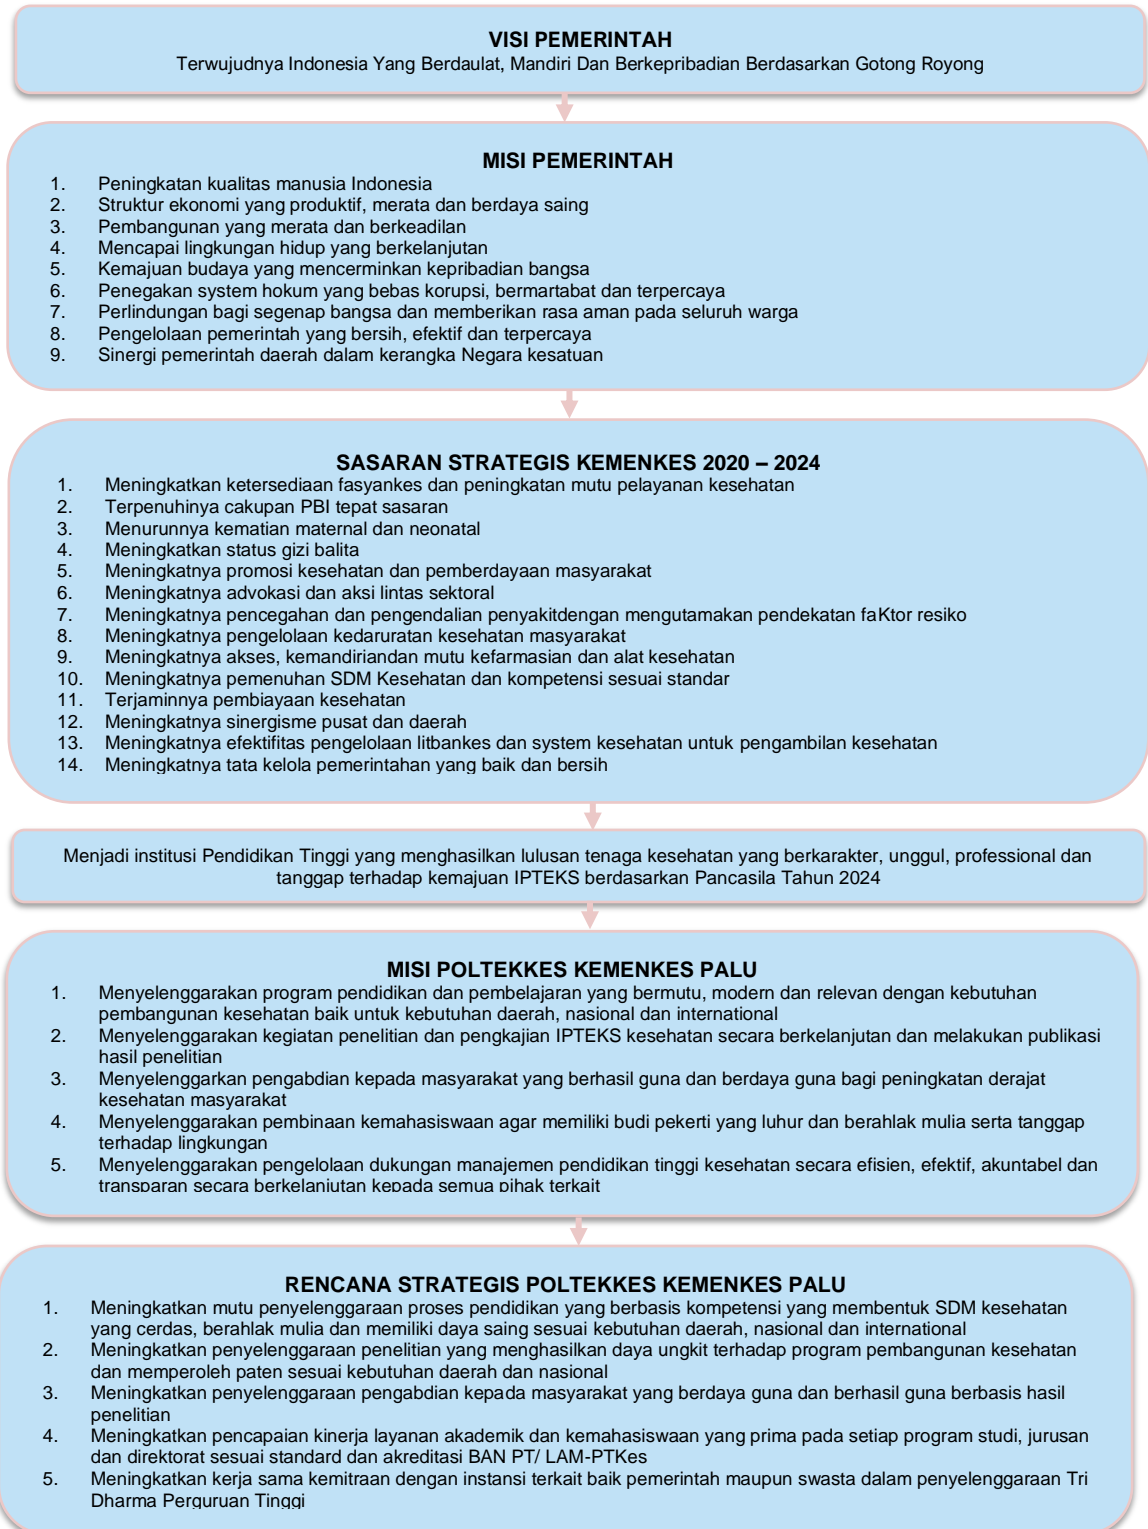 VISI PEMERINTAH
Terwujudnya Indonesia Yang Berdaulat, Mandiri Dan Berkepribadian Berdasarkan Gotong Royong
MISI PEMERINTAH
1. Peningkatan kualitas manusia Indonesia
2. Struktur ekonomi yang produktif, merata dan berdaya saing
3. Pembangunan yang merata dan berkeadilan
4. Mencapai lingkungan hidup yang berkelanjutan
5. Kemajuan budaya yang mencerminkan kepribadian bangsa
6. Penegakan system hokum yang bebas korupsi, bermartabat dan terpercaya
7. Perlindungan bagi segenap bangsa dan memberikan rasa aman pada seluruh warga
8. Pengelolaan pemerintah yang bersih, efektif dan terpercaya
9. Sinergi pemerintah daerah dalam kerangka Negara kesatuan
SASARAN STRATEGIS KEMENKES 2020 – 2024
1. Meningkatkan ketersediaan fasyankes dan peningkatan mutu pelayanan kesehatan
2. Terpenuhinya cakupan PBI tepat sasaran
3. Menurunnya kematian maternal dan neonatal
4. Meningkatkan status gizi balita
5. Meningkatnya promosi kesehatan dan pemberdayaan masyarakat
6. Meningkatnya advokasi dan aksi lintas sektoral
7. Meningkatnya pencegahan dan pengendalian penyakitdengan mengutamakan pendekatan faKtor resiko
8. Meningkatnya pengelolaan kedaruratan kesehatan masyarakat
9. Meningkatnya akses, kemandiriandan mutu kefarmasian dan alat kesehatan
10. Meningkatnya pemenuhan SDM Kesehatan dan kompetensi sesuai standar
11. Terjaminnya pembiayaan kesehatan
12. Meningkatnya sinergisme pusat dan daerah
13. Meningkatnya efektifitas pengelolaan litbankes dan system kesehatan untuk pengambilan kesehatan
14. Meningkatnya tata kelola pemerintahan yang baik dan bersih
Menjadi institusi Pendidikan Tinggi yang menghasilkan lulusan tenaga kesehatan yang berkarakter, unggul, professional dan
tanggap terhadap kemajuan IPTEKS berdasarkan Pancasila Tahun 2024
MISI POLTEKKES KEMENKES PALU
1. Menyelenggarakan program pendidikan dan pembelajaran yang bermutu, modern dan relevan dengan kebutuhan
pembangunan kesehatan baik untuk kebutuhan daerah, nasional dan international
2. Menyelenggarakan kegiatan penelitian dan pengkajian IPTEKS kesehatan secara berkelanjutan dan melakukan publikasi
hasil penelitian
3. Menyelenggarkan pengabdian kepada masyarakat yang berhasil guna dan berdaya guna bagi peningkatan derajat
kesehatan masyarakat
4. Menyelenggarakan pembinaan kemahasiswaan agar memiliki budi pekerti yang luhur dan berahlak mulia serta tanggap
terhadap lingkungan
5. Menyelenggarakan pengelolaan dukungan manajemen pendidikan tinggi kesehatan secara efisien, efektif, akuntabel dan
transparan secara berkelanjutan kepada semua pihak terkait
RENCANA STRATEGIS POLTEKKES KEMENKES PALU
1. Meningkatkan mutu penyelenggaraan proses pendidikan yang berbasis kompetensi yang membentuk SDM kesehatan
yang cerdas, berahlak mulia dan memiliki daya saing sesuai kebutuhan daerah, nasional dan international
2. Meningkatkan penyelenggaraan penelitian yang menghasilkan daya ungkit terhadap program pembangunan kesehatan
dan memperoleh paten sesuai kebutuhan daerah dan nasional
3. Meningkatkan penyelenggaraan pengabdian kepada masyarakat yang berdaya guna dan berhasil guna berbasis hasil
penelitian
4. Meningkatkan pencapaian kinerja layanan akademik dan kemahasiswaan yang prima pada setiap program studi, jurusan
dan direktorat sesuai standard dan akreditasi BAN PT/ LAM-PTKes
5. Meningkatkan kerja sama kemitraan dengan instansi terkait baik pemerintah maupun swasta dalam penyelenggaraan Tri
Dharma Perguruan Tinggi